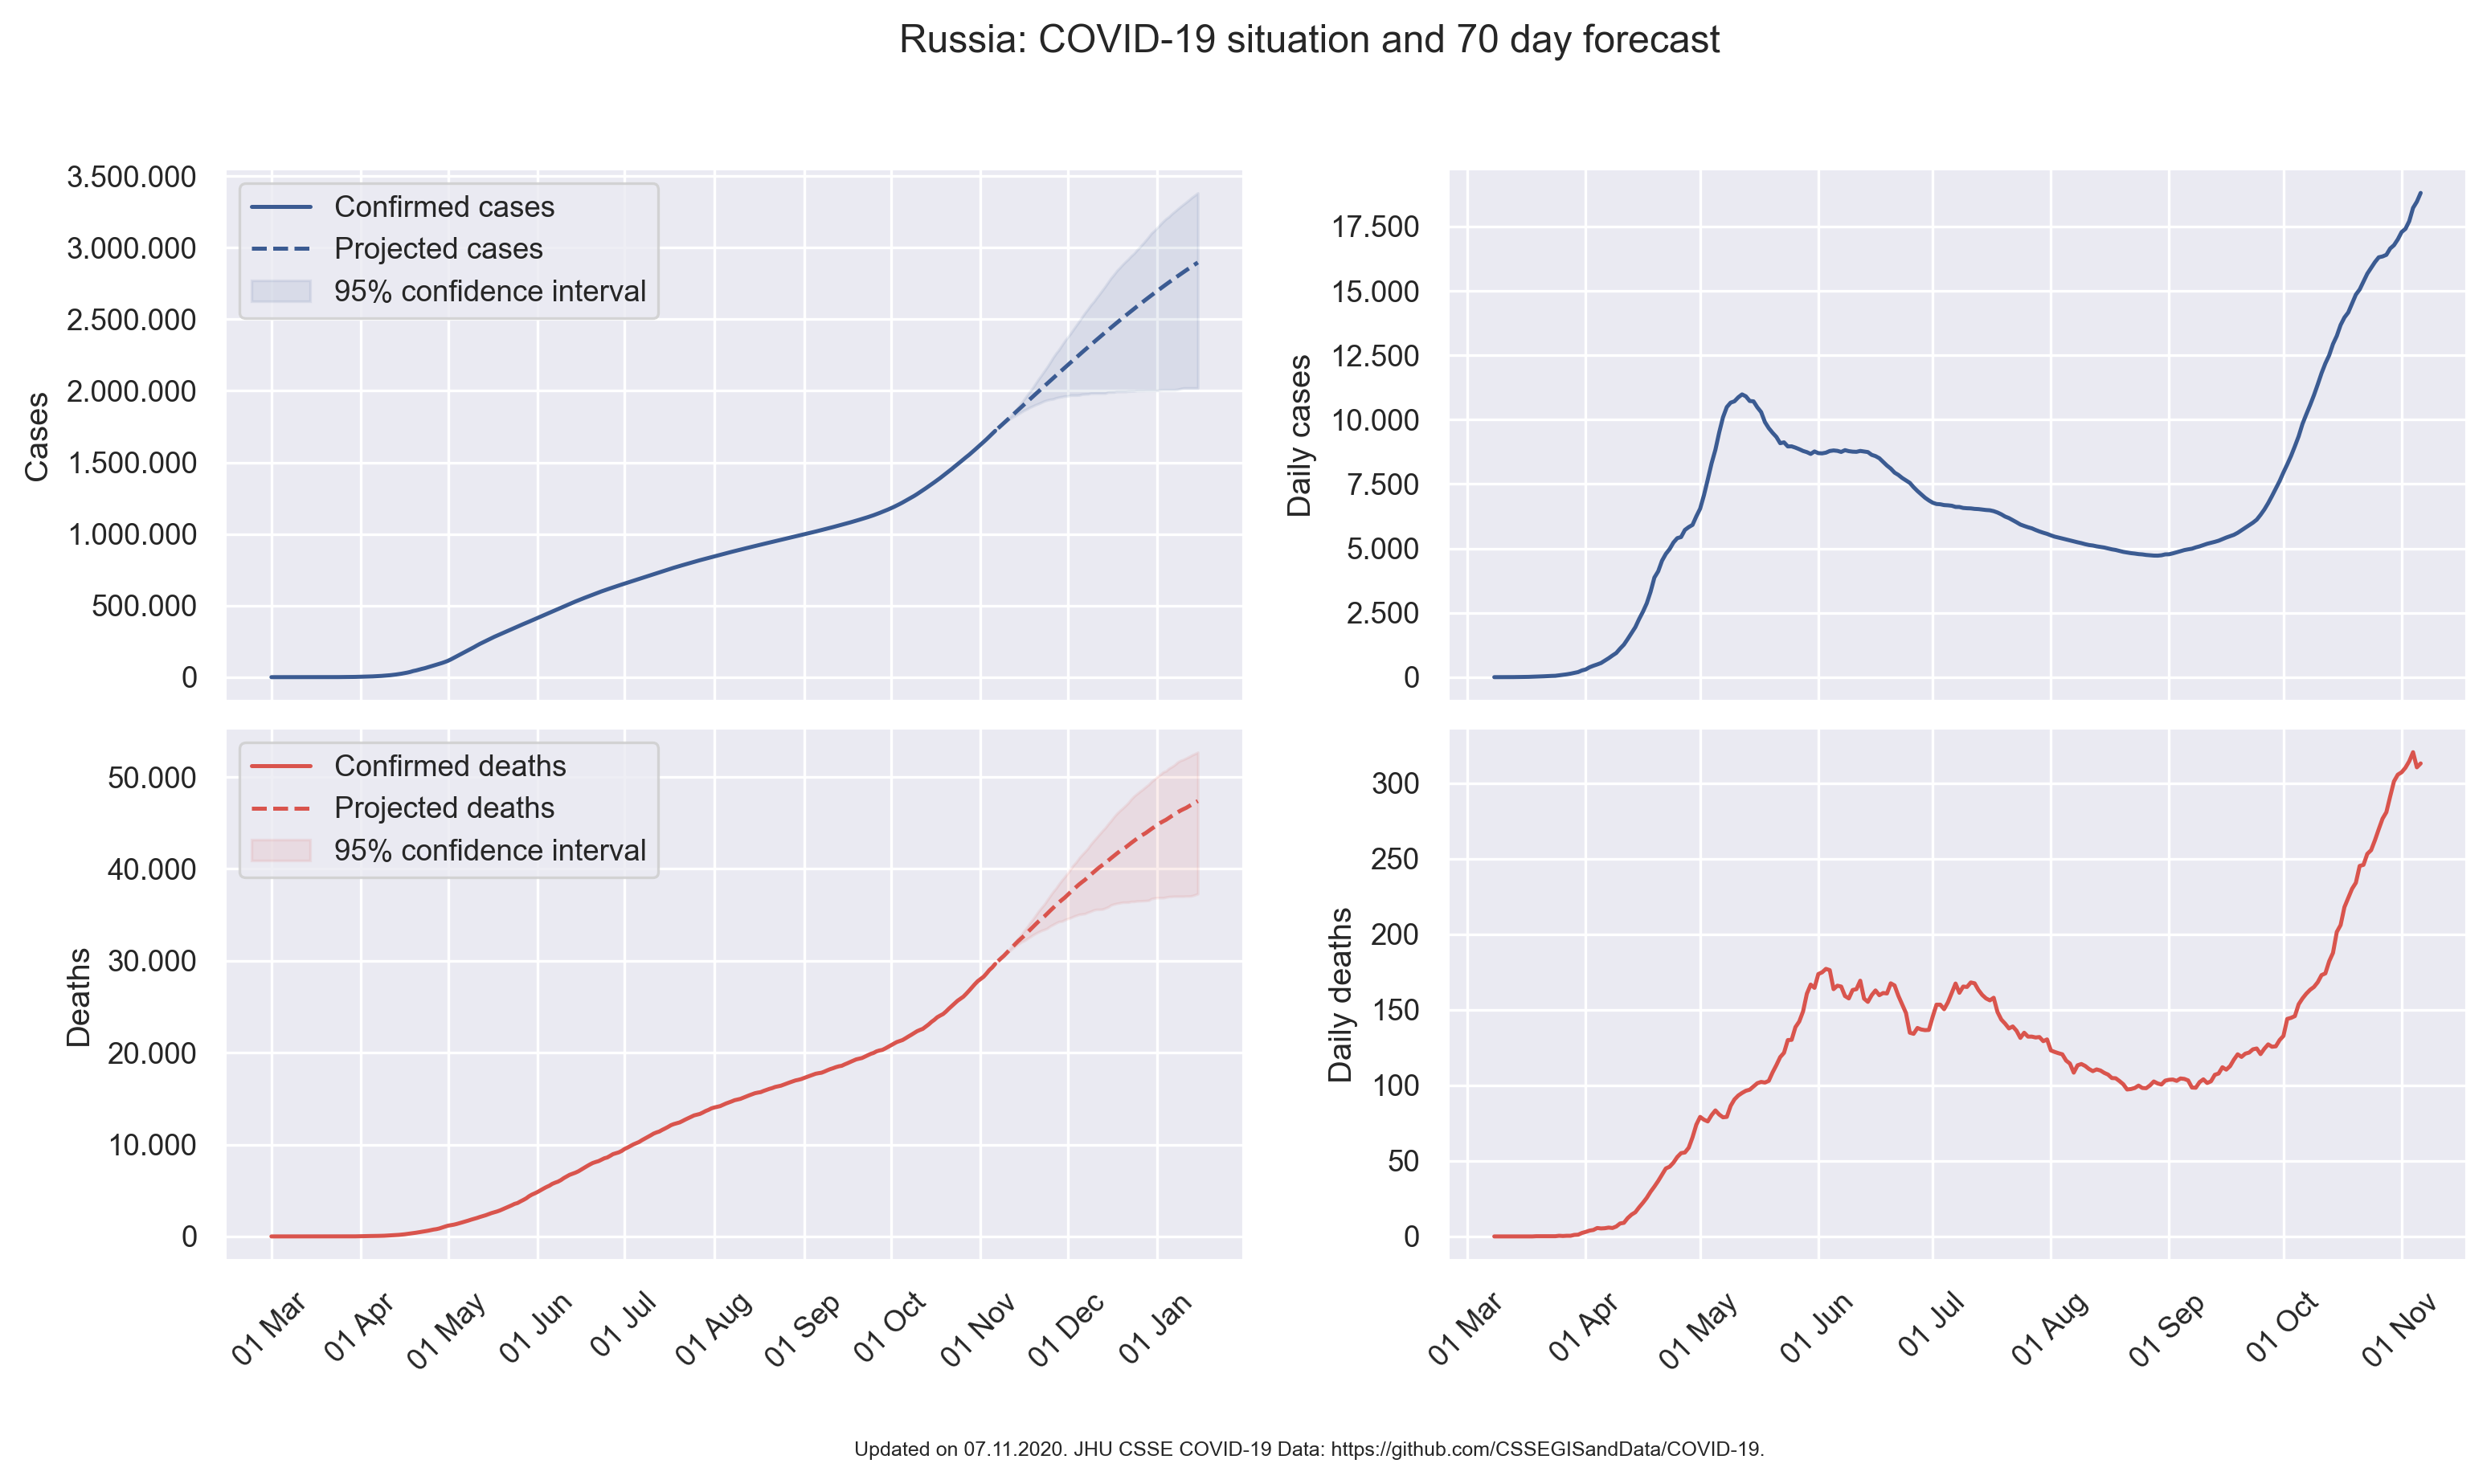 Russia: COVID-19 situation and 70 day forecast
3.500.000
3.000.000
2.500.000
2.000.000
1.500.000
1.000.000
500.000
0
Cases
Confirmed cases
Projected cases
95% confidence interval
17.500
15.000
12.500
10.000
7.500
5.000
2.500
0
Daily cases
50.000
40.000
30.000
20.000
10.000
0
Deaths
Confirmed deaths
Projected deaths
95% confidence interval
01 Mar
01 Apr
01 May
01 Jun
01 Jul
01 Aug
01 Sep
01 Oct
01 Nov
01 Dec
01 Jan
300
250
200
150
100
50
0
Daily deaths
01 Mar
01 Apr
01 May
01 Jun
01 Jul
01 Aug
01 Sep
01 Oct
01 Nov
Updated on 07.11.2020. JHU CSSE COVID-19 Data: https://github.com/CSSEGISandData/COVID-19.